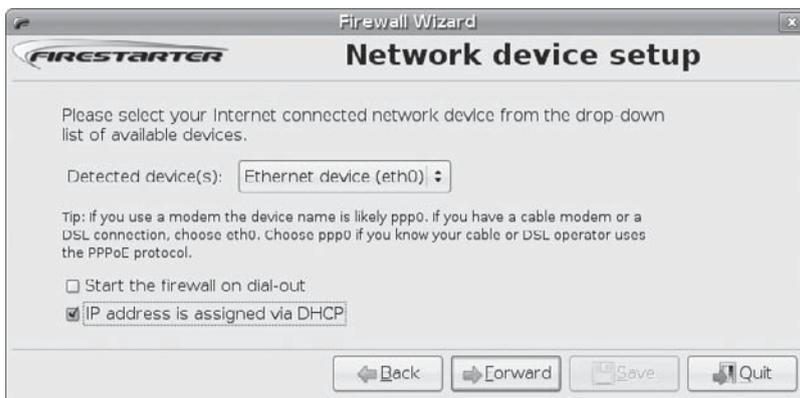 Firewall Wizard
FIRESTARTER
Network device setup
Please select your Internet connected network device from the drop-down
list of available devices.
Detected device(s): Ethernet device (eth0)
Tip: If you use a modem the device name is likely ppp0. If you have a cable modem or a
DSL connection, choose eth0. Choose ppp0 if you know your cable or DSL operator uses
the PPPoE protocol.
Start the firewall on dial-out
IP address is assigned via DHCP
Back Forward Save Quit